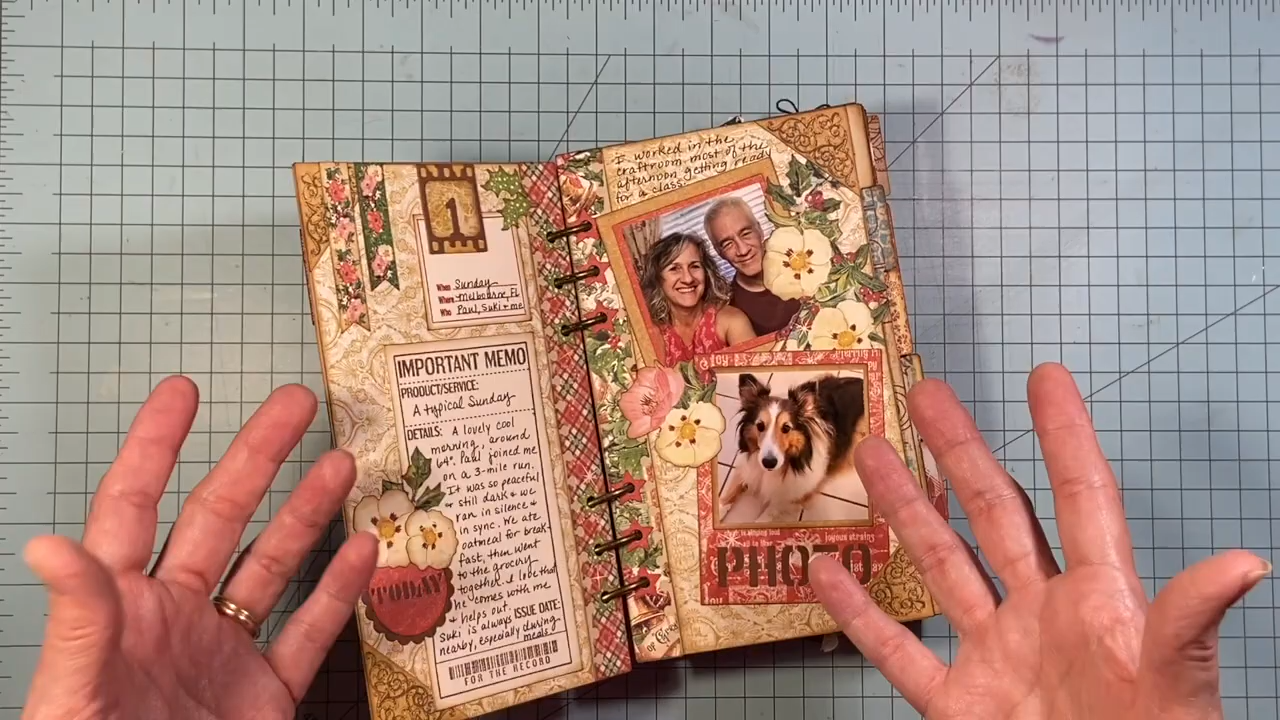 1
When Sunday
Where Melbourne, FL
Who Paul, Suki + me
IMPORTANT MEMO
PRODUCT/SERVICE:
A typical Sunday
DETAILS: A lovely cool
morning, around
64°. Paul joined me
on a 3-mile run.
It was so peaceful
+ still dark + we
ran in silence +
in sync. We ate
oatmeal for break-
fast, then went
to the grocery
together. I love that
he comes with me
+ helps out. ISSUE DATE:
Suki is always
nearby, especially during
meals
FOR THE RECORD
TODAY
I worked in the
craftroom most of the
afternoon getting ready
for a class.
joyous strains
PHOTO